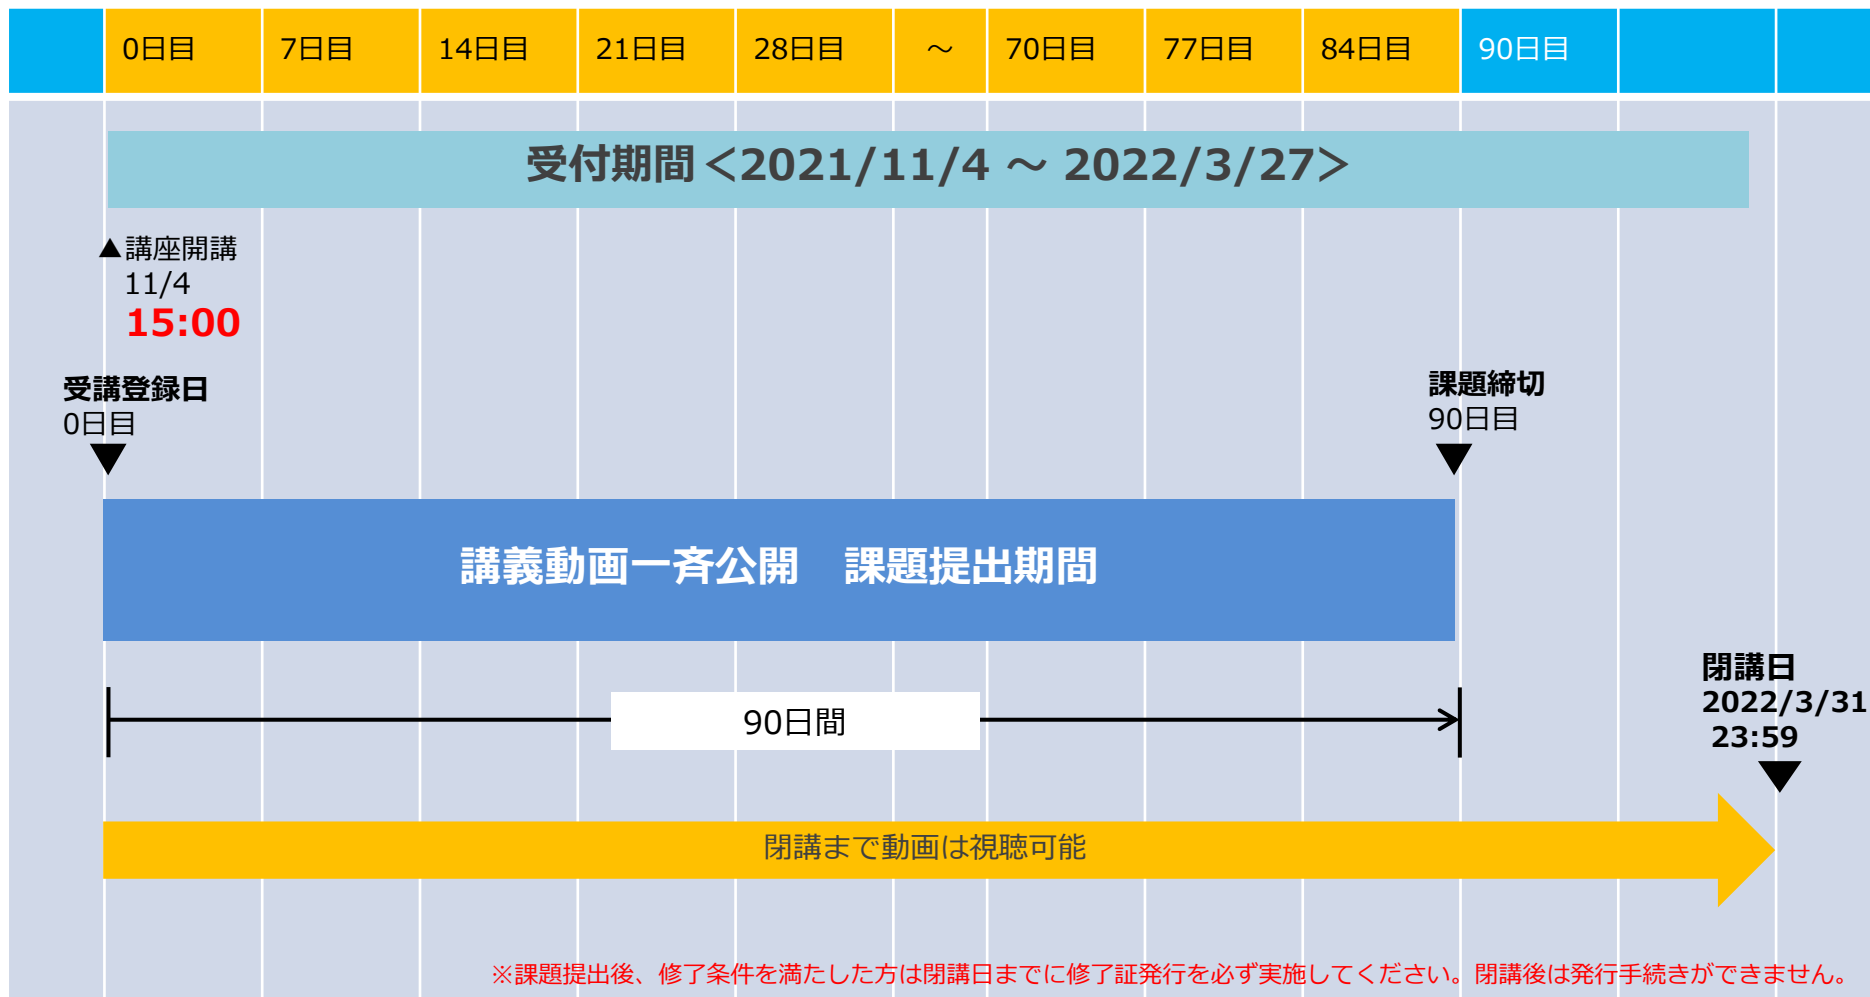 0日目 7日目 14日目 21日目 28日目 ～ 70日目 77日目 84日目 90日目
受付期間＜2021/11/4 ～ 2022/3/27＞
▲講座開講
11/4
15:00
受講登録日
0日目
課題締切
90日目
講義動画一斉公開　課題提出期間
90日間
閉講日
2022/3/31
23:59
閉講まで動画は視聴可能
※課題提出後、修了条件を満たした方は閉講日までに修了証発行を必ず実施してください。閉講後は発行手続きができません。